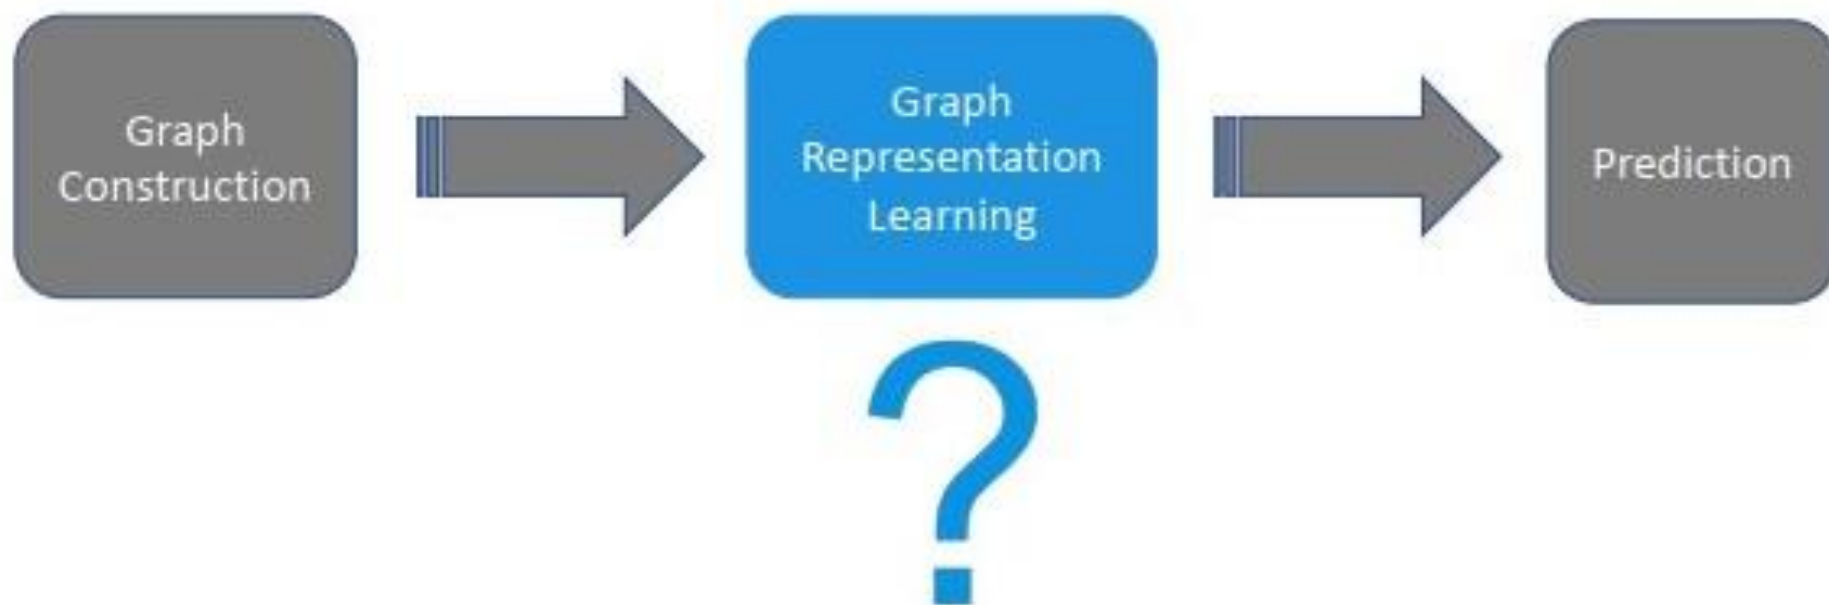 Graph
Construction
Graph
Representation
Learning
Prediction
?